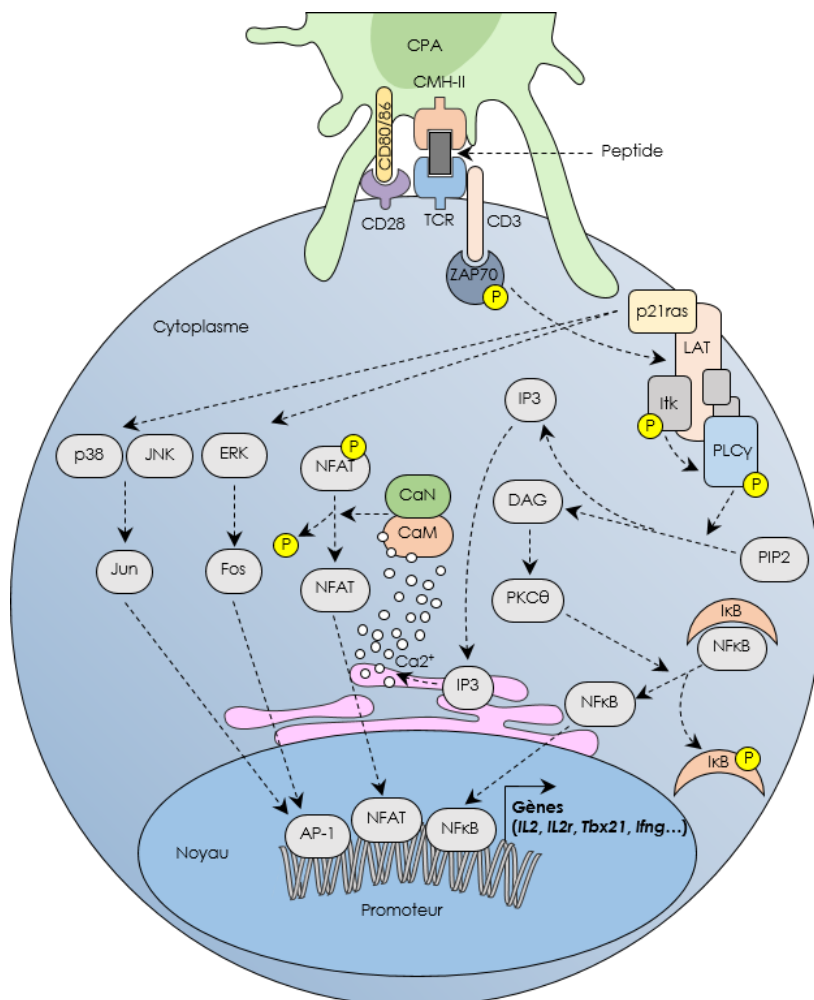 CPA
CMH-II
CD80/86
Peptide
CD28
TCR
CD3
ZAP70
P
Cytoplasme
p21ras
LAT
Itk
P
PLCγ
P
IP3
p38
JNK
ERK
P
NFAT
CaN
CaM
DAG
P
PIP2
Jun
Fos
NFAT
PKCθ
IκB
NFκB
Ca2⁺
IP3
NFκB
IκB
P
Gènes
(IL2, IL2r, Tbx21, Ifng…)
AP-1
NFAT
NFκB
Noyau
Promoteur